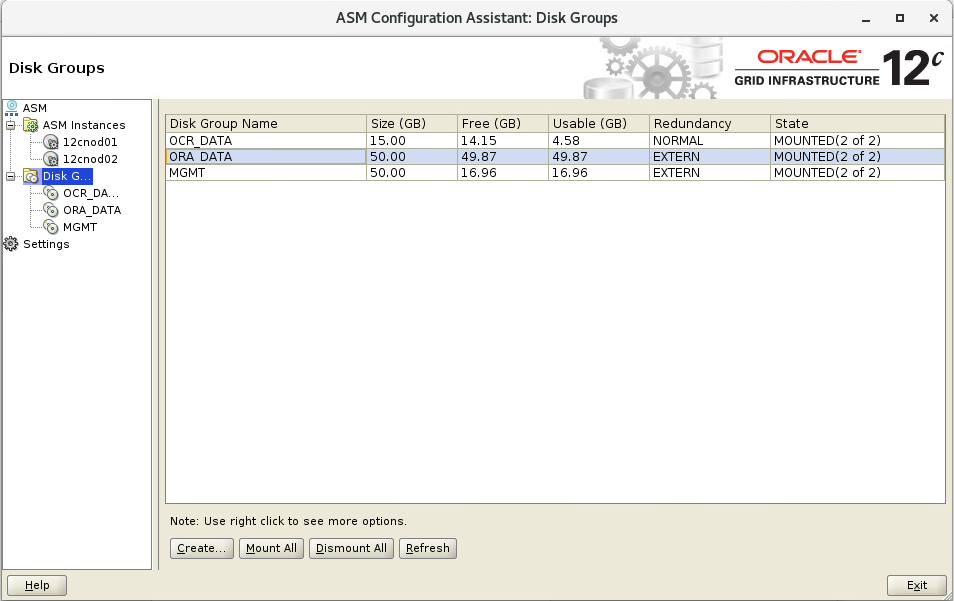 ASM Configuration Assistant: Disk Groups
Disk Groups
ORACLE®
GRID INFRASTRUCTURE 12c
ASM
ASM Instances
12cnod01
12cnod02
Disk G...
OCR_DA...
ORA_DATA
MGMT
Settings
Disk Group Name Size (GB) Free (GB) Usable (GB) Redundancy State
OCR_DATA 15.00 14.15 4.58 NORMAL MOUNTED(2 of 2)
ORA_DATA 50.00 49.87 49.87 EXTERN MOUNTED(2 of 2)
MGMT 50.00 16.96 16.96 EXTERN MOUNTED(2 of 2)
Note: Use right click to see more options.
Create... Mount All Dismount All Refresh
Help Exit